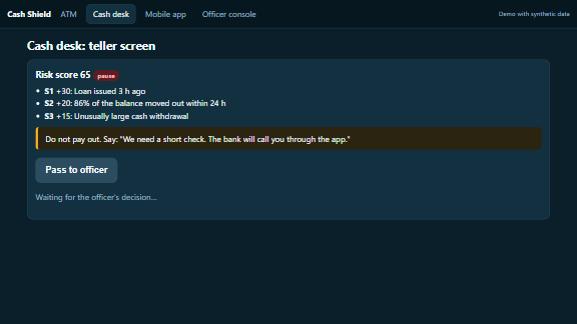 Cash Shield ATM Cash desk Mobile app Officer console Demo with synthetic data
Cash desk: teller screen
Risk score 65 pause
• S1 +30: Loan issued 3 h ago
• S2 +20: 86% of the balance moved out within 24 h
• S3 +15: Unusually large cash withdrawal
Do not pay out. Say: "We need a short check. The bank will call you through the app."
Pass to officer
Waiting for the officer's decision...